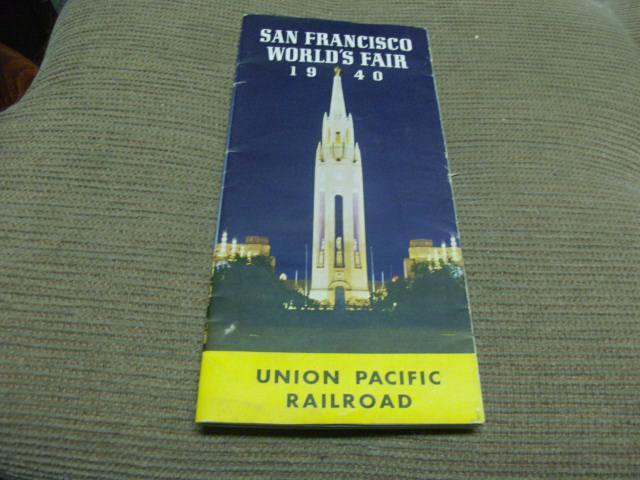 SAN FRANCISCO
WORLD'S FAIR
1940
UNION PACIFIC
RAILROAD